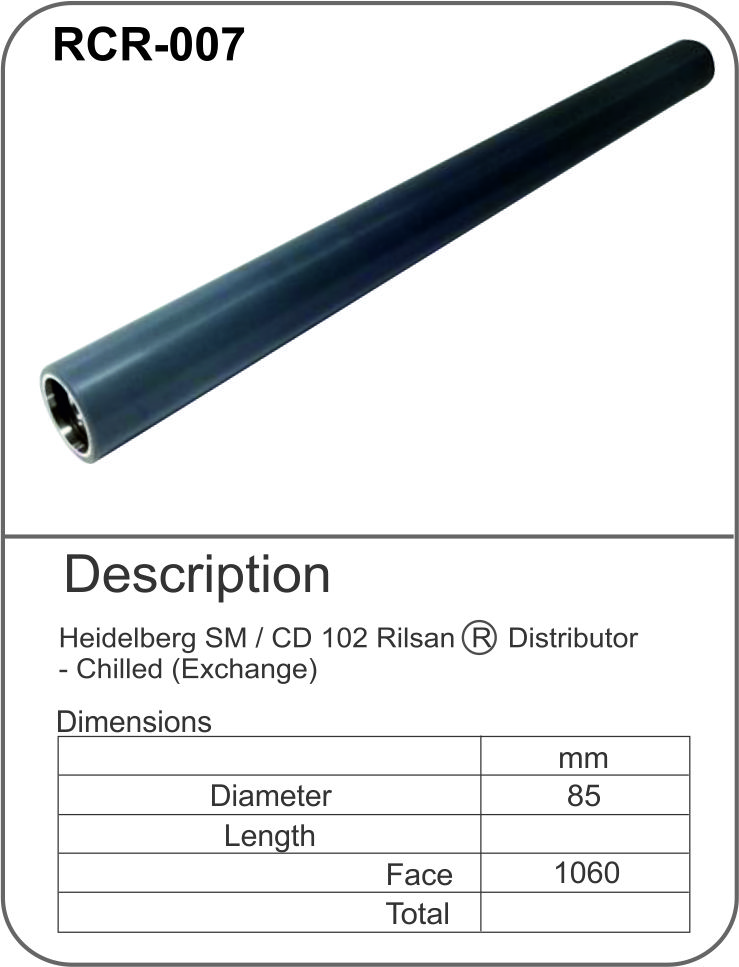 RCR-007
Description
Heidelberg SM / CD 102 Rilsan ® Distributor
- Chilled (Exchange)
Dimensions
mm
Diameter 85
Length
Face 1060
Total